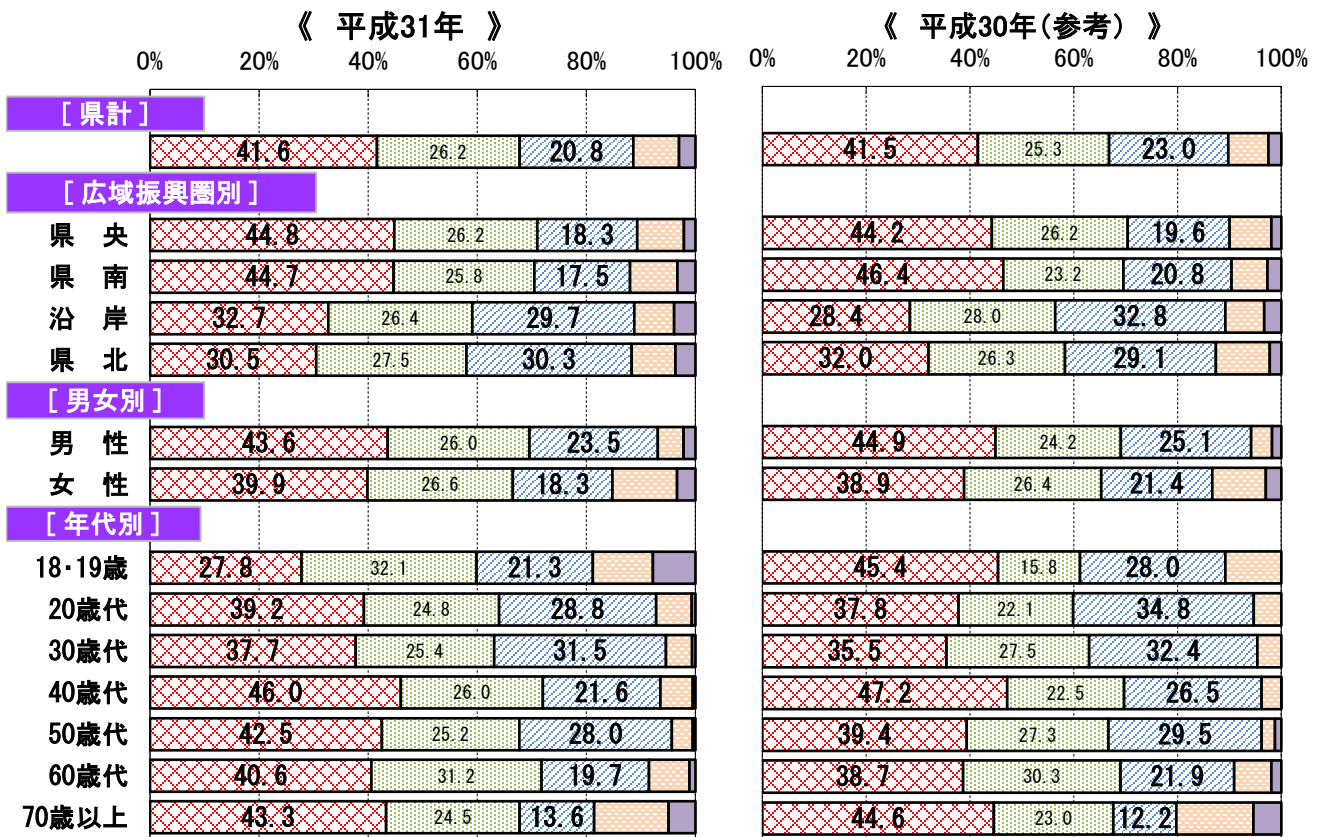 《 平成31年 》 《 平成30年(参考) 》
0% 20% 40% 60% 80% 100% 0% 20% 40% 60% 80% 100%
[ 県計 ]
41.6 26.2 20.8 41.5 25.3 23.0
[ 広域振興圏別 ]
県 央 44.8 26.2 18.3 44.2 26.2 19.6
県 南 44.7 25.8 17.5 46.4 23.2 20.8
沿 岸 32.7 26.4 29.7 28.4 28.0 32.8
県 北 30.5 27.5 30.3 32.0 26.3 29.1
[ 男女別 ]
男 性 43.6 26.0 23.5 44.9 24.2 25.1
女 性 39.9 26.6 18.3 38.9 26.4 21.4
[ 年代別 ]
18・19歳 27.8 32.1 21.3 45.4 15.8 28.0
20歳代 39.2 24.8 28.8 37.8 22.1 34.8
30歳代 37.7 25.4 31.5 35.5 27.5 32.4
40歳代 46.0 26.0 21.6 47.2 22.5 26.5
50歳代 42.5 25.2 28.0 39.4 27.3 29.5
60歳代 40.6 31.2 19.7 38.7 30.3 21.9
70歳以上 43.3 24.5 13.6 44.6 23.0 12.2